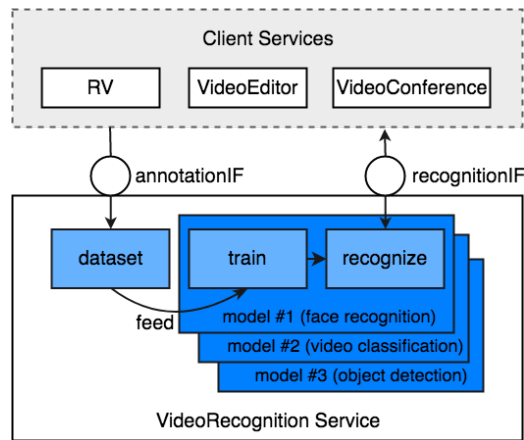 Client Services
RV
VideoEditor
VideoConference
annotationIF
recognitionIF
dataset
train
recognize
feed
model #1 (face recognition)
model #2 (video classification)
model #3 (object detection)
VideoRecognition Service